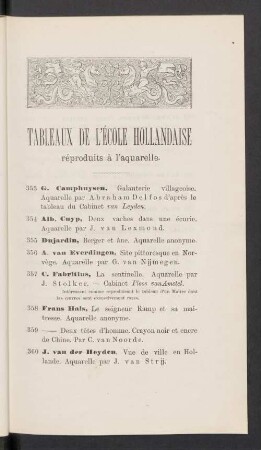 TABLEAUX DE L'ÉCOLE HOLLANDAISE
réproduits à l'aquarelle.
353 G. Camphuysen. Galanterie villageoise.
Aquarelle par Abraham Delfos d'après le
tableau du Cabinet van Leyden.
354 Alb. Cuyp. Deux vaches dans une écurie.
Aquarelle par J. van Lexmond.
355 Dujardin, Berger et âne. Aquarelle anonyme.
356 A. van Everdingen. Site pittoresque en Nor-
vège. Aquarelle par G. van Nijmegen.
357 C. Fabritius, La sentinelle. Aquarelle par
J. Stolker. — Cabinet
358 Frans Hals, Le seigneur Ramp et sa maî-
tresse. Aquarelle anonyme.
359 —— Deux têtes d'homme. Crayon noir et encre
de Chine. Par C. van Noorde.
360 J. van der Heyden. Vue de ville en Hol-
lande. Aquarelle par J. van Strij.